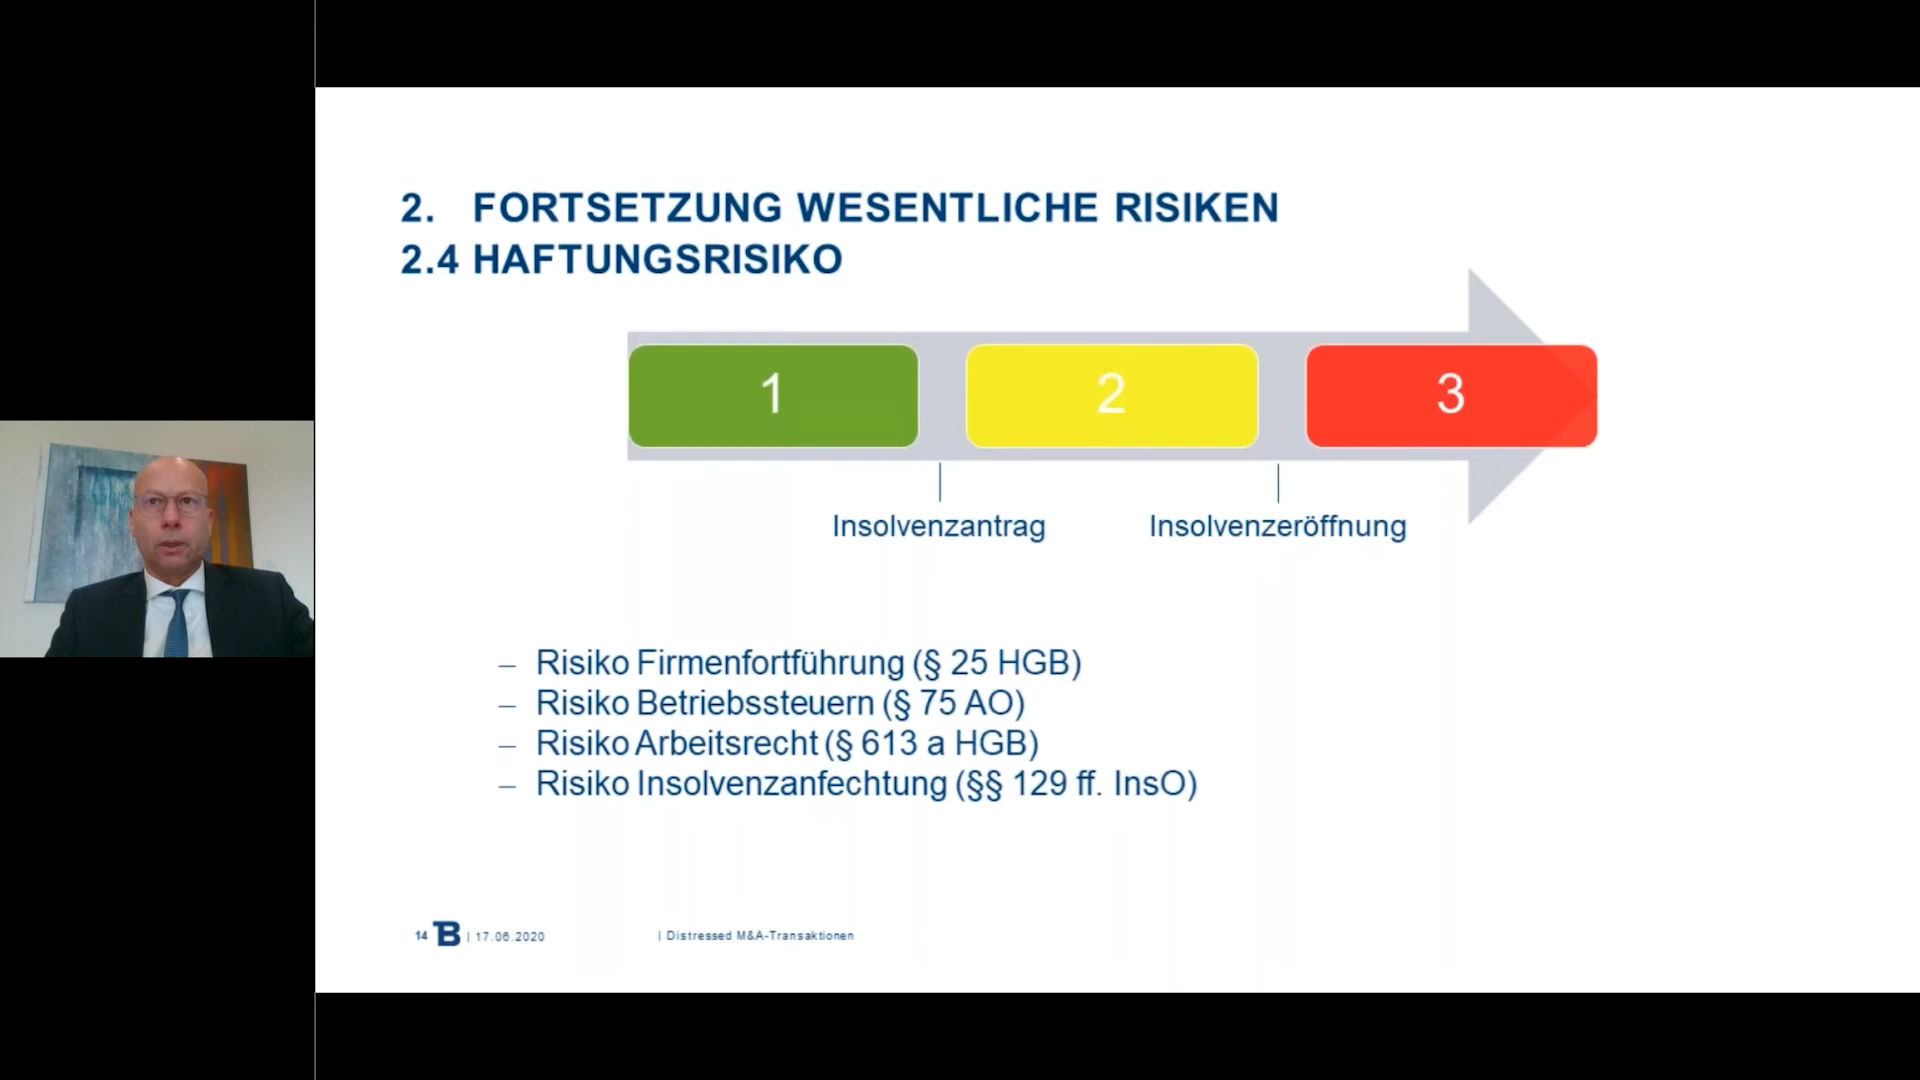 2. FORTSETZUNG WESENTLICHE RISIKEN
2.4 HAFTUNGSRISIKO
1
2
3
Insolvenzantrag
Insolvenzeröffnung
– Risiko Firmenfortführung (§ 25 HGB)
– Risiko Betriebssteuern (§ 75 AO)
– Risiko Arbeitsrecht (§ 613 a HGB)
– Risiko Insolvenzanfechtung (§§ 129 ff. InsO)
14 B | 17.06.2020 | Distressed M&A-Transaktionen